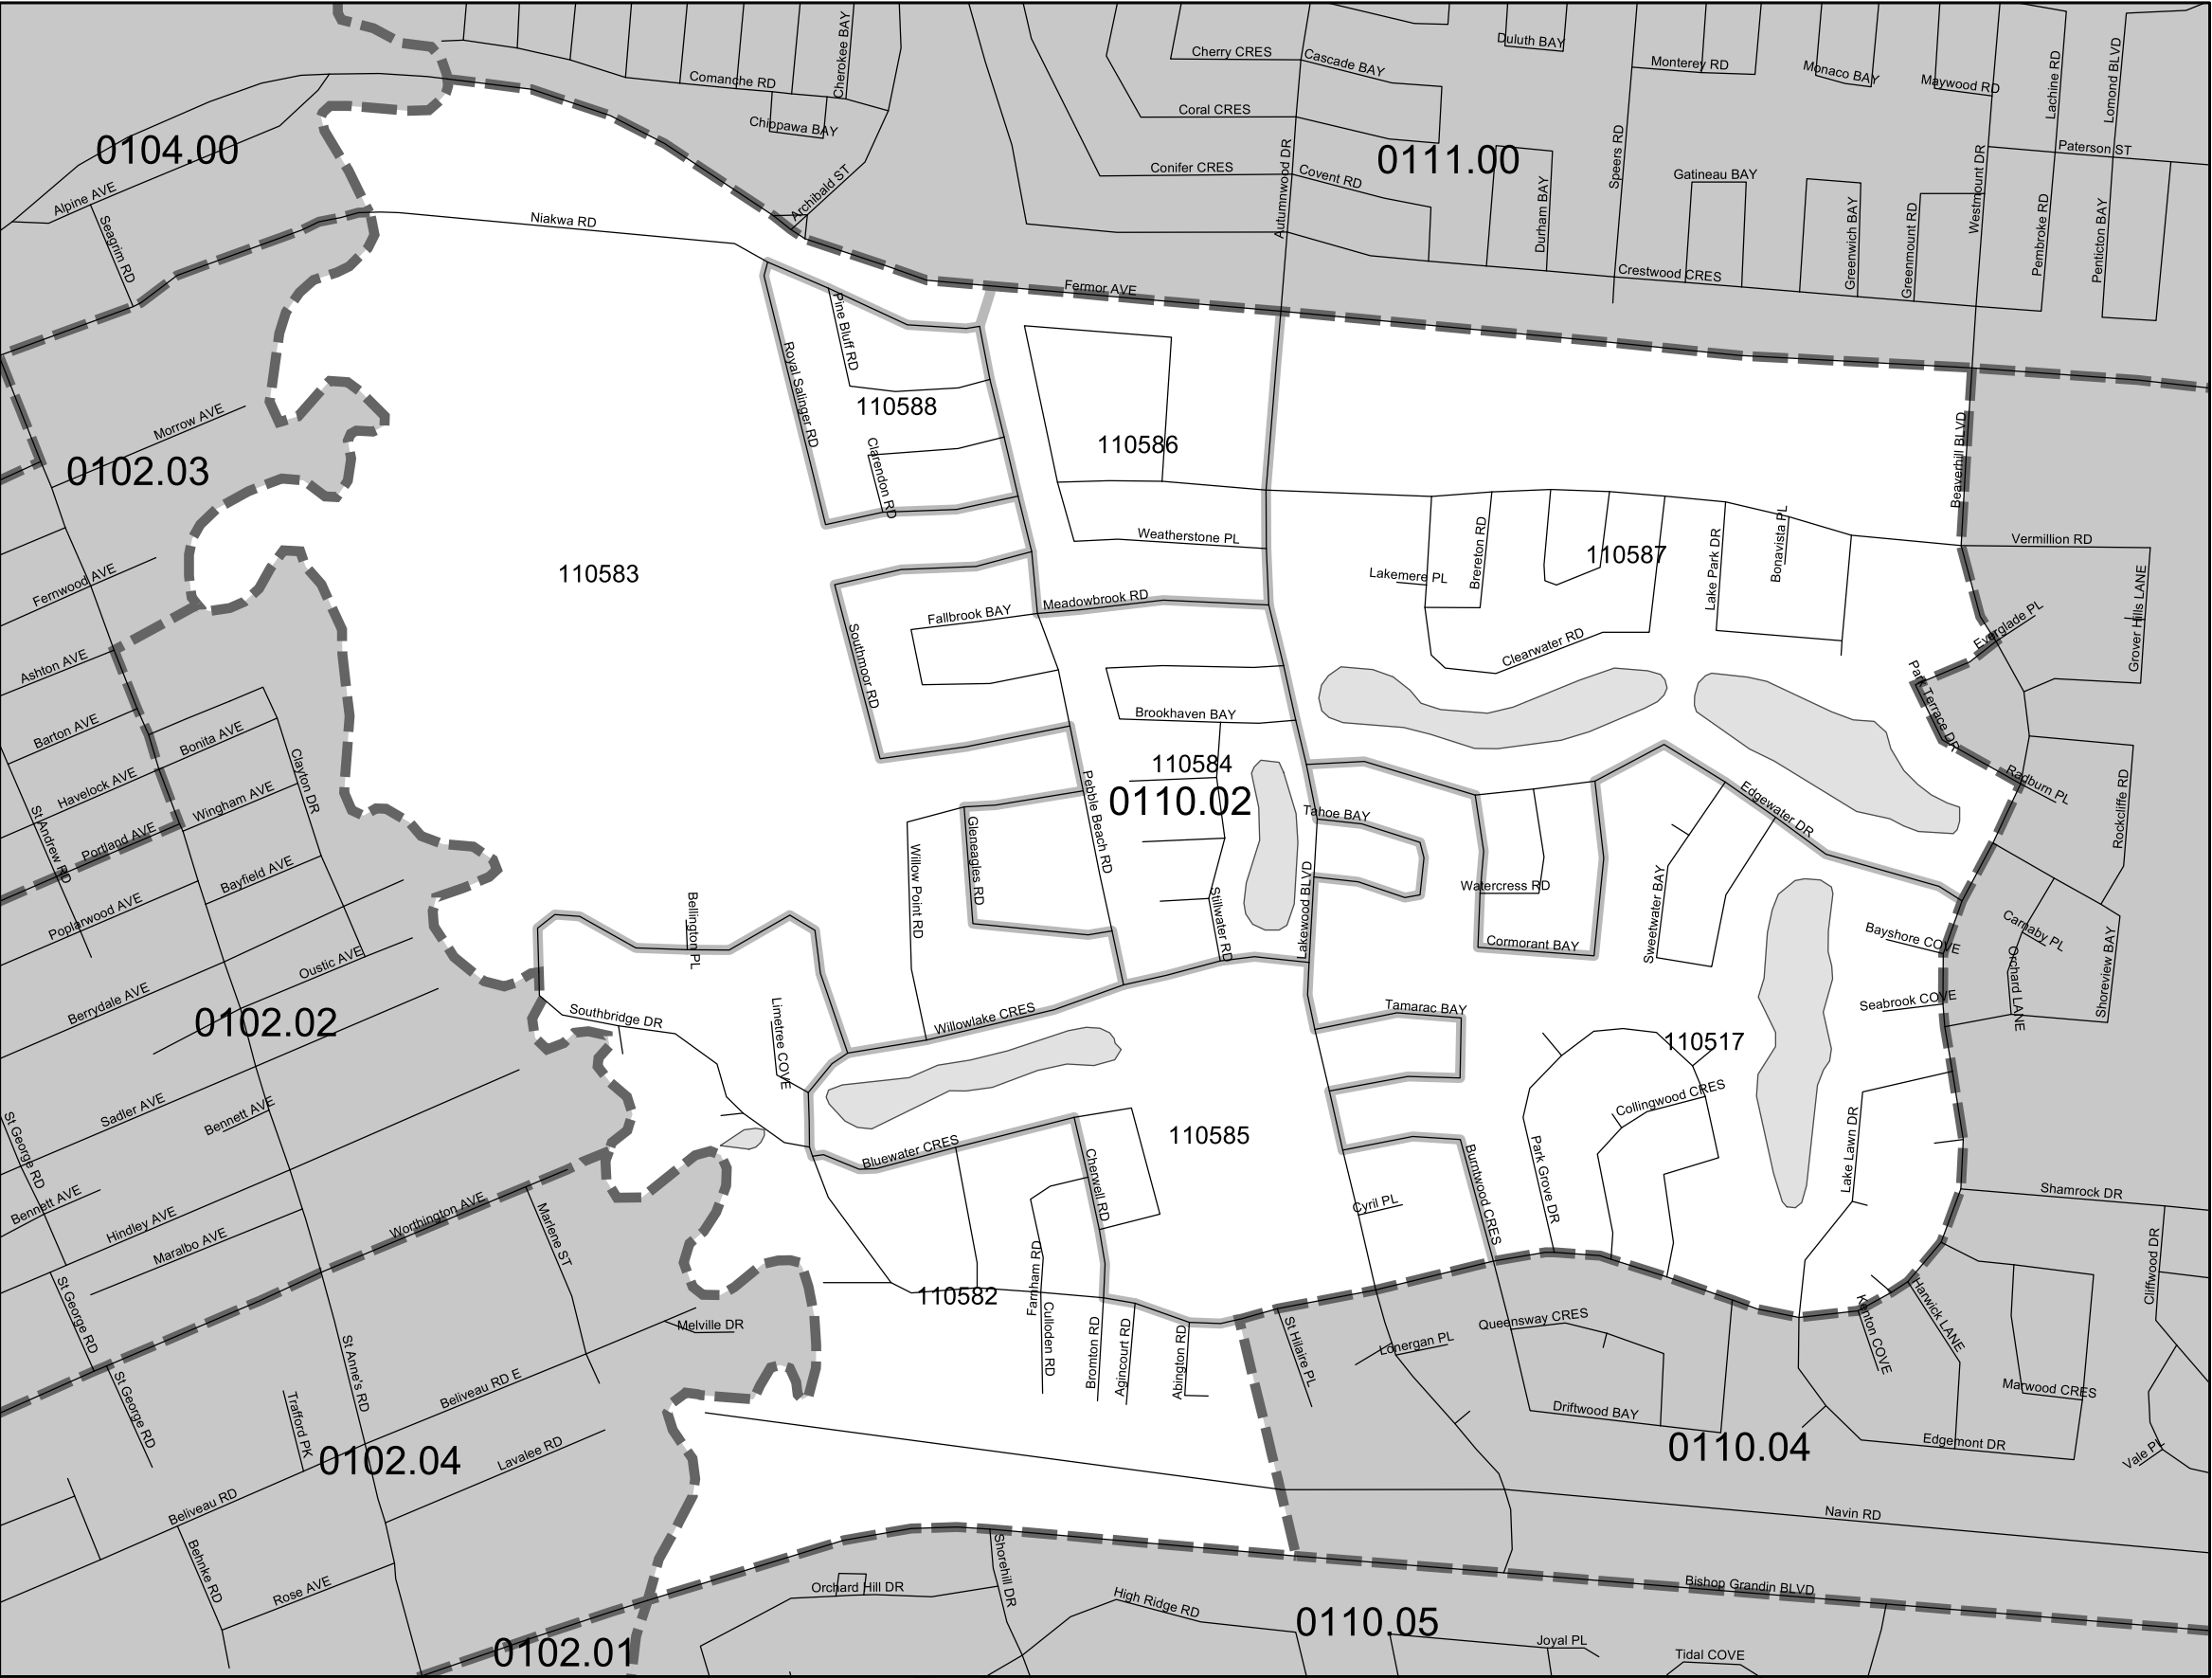 Cherokee BAY
Duluth BAY
Cherry CRES
Cascade BAY
Monterey RD
Monaco BAY
Maywood RD
Lachine RD
Lomond BLVD
Comanche RD
Chippawa BAY
Coral CRES
0104.00
0111.00
Speers RD
Paterson ST
Conifer CRES
Covent RD
Autumnwood DR
Durham BAY
Gatineau BAY
Greenwich BAY
Greenmount RD
Westmount DR
Pembroke RD
Penticton BAY
Alpine AVE
Seagrim RD
Archibald ST
Niakwa RD
Crestwood CRES
Fermor AVE
Pine Bluff RD
Royal Salinger RD
110588
Clarendon RD
110586
Beaverhill BLVD
Morrow AVE
0102.03
Weatherstone PL
Brereton RD
110587
Lake Park DR
Bonavista PL
Vermillion RD
110583
Lakemere PL
Fernwood AVE
Fallbrook BAY
Meadowbrook RD
Clearwater RD
Everglade PL
Grover Hills LANE
Ashton AVE
Southmoor RD
Park Terrace DR
Barton AVE
Bonita AVE
Brookhaven BAY
Clayton DR
110584
0110.02
Havelock AVE
Wingham AVE
Pebble Beach RD
Tahoe BAY
Edgewater DR
Radburn PL
Rockcliffe RD
St Andrew RD
Portland AVE
Gleneagles RD
Willow Point RD
Bayfield AVE
Watercress RD
Sweetwater BAY
Poplarwood AVE
Bellington PL
Stillwater RD
Lakewood BLVD
Cormorant BAY
Bayshore COVE
Carnaby PL
Orchard LANE
Shoreview BAY
Oustic AVE
Berrydale AVE
0102.02
Southbridge DR
Limetree COVE
Willowlake CRES
Tamarac BAY
Seabrook COVE
110517
Sadler AVE
Bennett AVE
Collingwood CRES
St George RD
110585
Bluewater CRES
Cherwell RD
Burntwood CRES
Park Grove DR
Lake Lawn DR
Bennett AVE
Hindley AVE
Maralbo AVE
Worthington AVE
Marlene ST
Cyril PL
Shamrock DR
Cliffwood DR
St George RD
Farnham RD
110582
Culloden RD
Bromton RD
Agincourt RD
Abington RD
St Hilaire PL
Melville DR
Lonergan PL
Queensway CRES
Kenton COVE
Harwick LANE
St George RD
St Anne's RD
Trafford PK
Beliveau RD E
Driftwood BAY
Marwood CRES
0102.04
Lavalee RD
0110.04
Edgemont DR
Vale PL
Beliveau RD
Navin RD
Behnke RD
Rose AVE
Shorehill DR
Orchard Hill DR
High Ridge RD
Bishop Grandin BLVD
0110.05
0102.01
Joyal PL
Tidal COVE